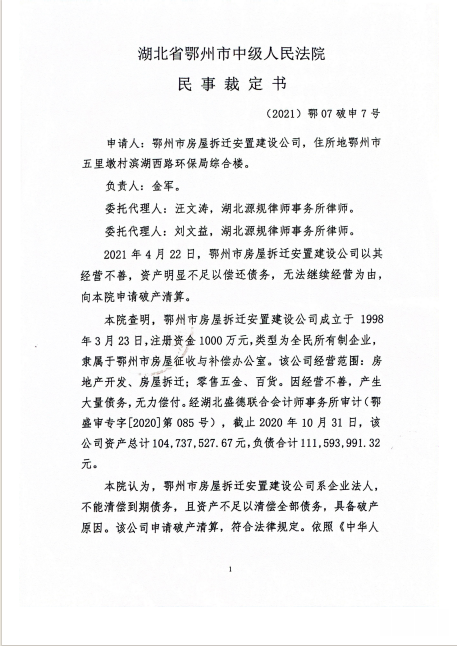 湖北省鄂州市中级人民法院
民事裁定书
（2021）鄂 07 破申 7 号
申请人：鄂州市房屋拆迁安置建设公司，住所地鄂州市
五里墩村滨湖西路环保局综合楼。
负责人：金军。
委托代理人：汪文涛，湖北源规律师事务所律师。
委托代理人：刘文益，湖北源规律师事务所律师。
2021 年 4 月 22 日，鄂州市房屋拆迁安置建设公司以其
经营不善，资产明显不足以偿还债务，无法继续经营为由，
向本院申请破产清算。
本院查明，鄂州市房屋拆迁安置建设公司成立于 1998
年 3 月 23 日，注册资金 1000 万元，类型为全民所有制企业，
隶属于鄂州市房屋征收与补偿办公室。该公司经营范围：房
地产开发、房屋拆迁；零售五金、百货。因经营不善，产生
大量债务，无力偿付。经湖北盛德联合会计师事务所审计（鄂
盛审专字[2020]第 085 号），截止 2020 年 10 月 31 日，该
公司资产总计 104,737,527.67 元，负债合计 111,593,991.32
元。
本院认为，鄂州市房屋拆迁安置建设公司系企业法人，
不能清偿到期债务，且资产不足以清偿全部债务，具备破产
原因。该公司申请破产清算，符合法律规定。依照《中华人
1